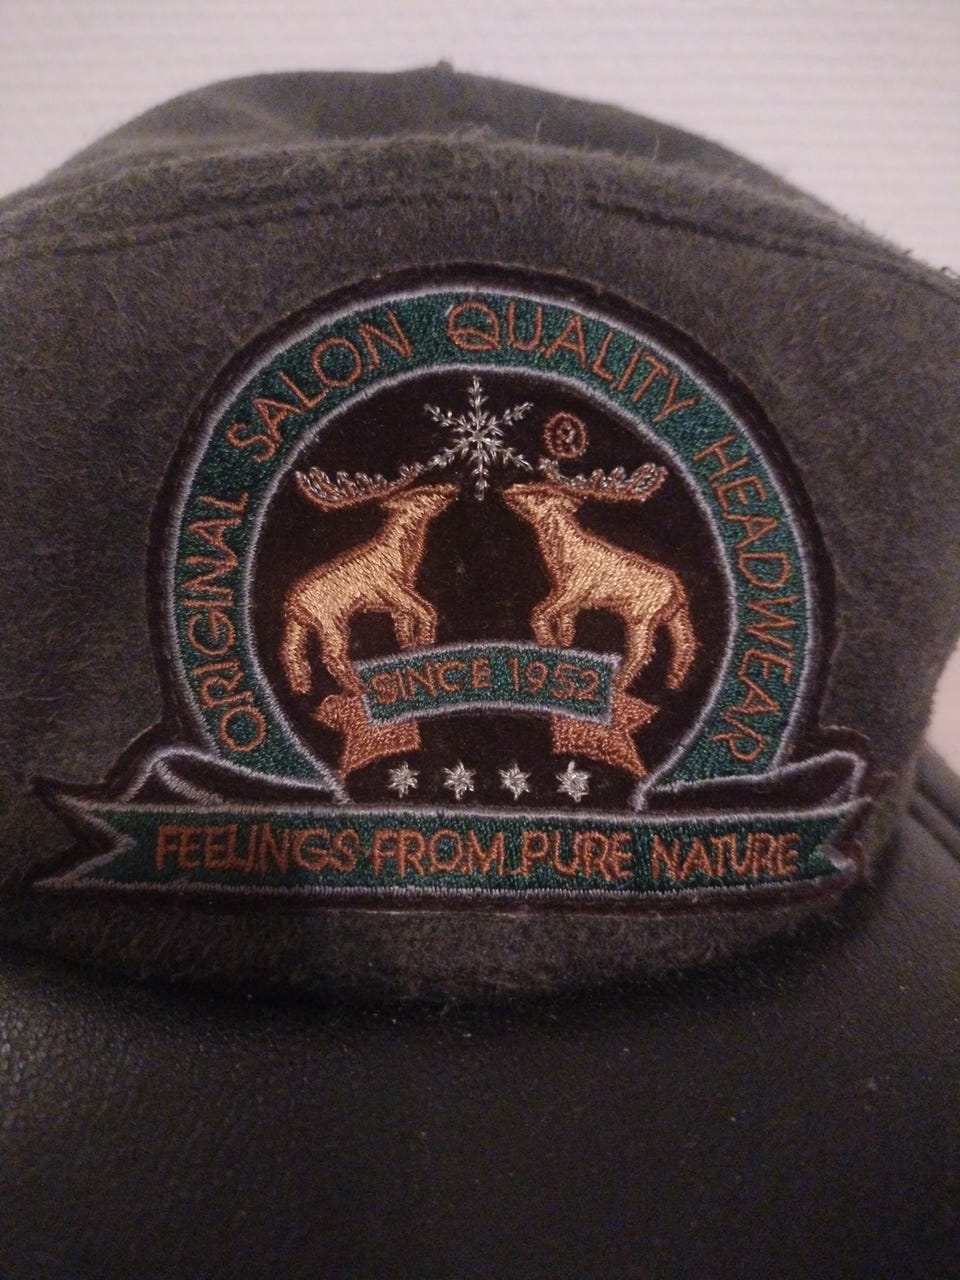 ORIGINAL SALON QUALITY HEADWEAR
®
SINCE 1952
FEELINGS FROM PURE NATURE